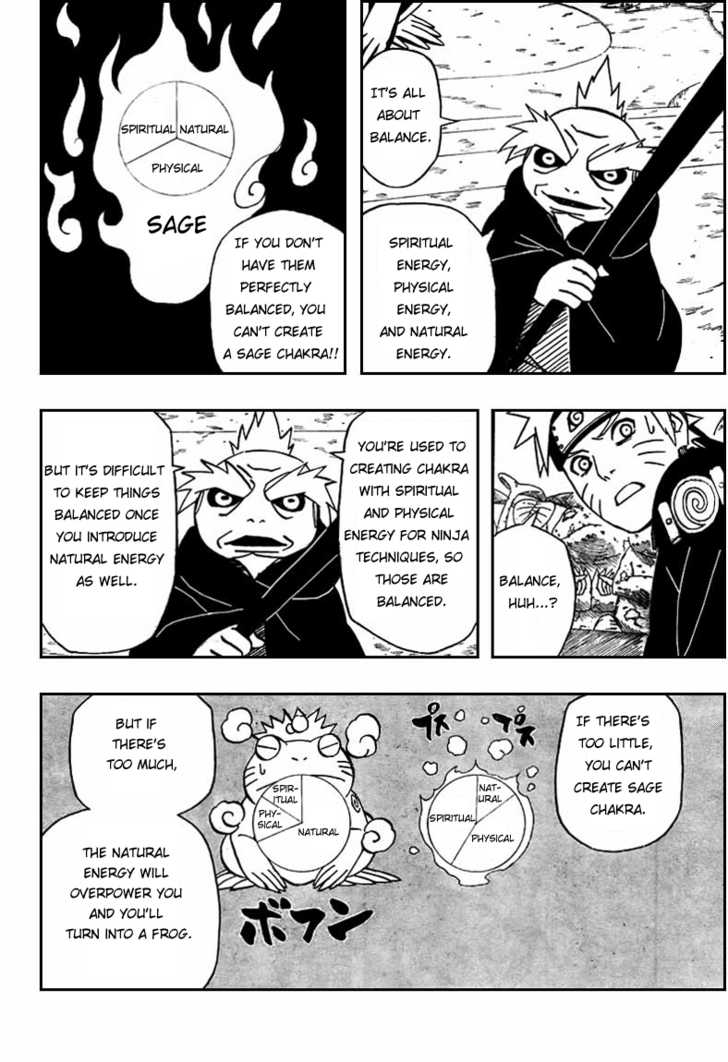 IT'S ALL
ABOUT
BALANCE.
SPIRITUAL
ENERGY,
PHYSICAL
ENERGY,
AND NATURAL
ENERGY.
SPIRITUAL
NATURAL
PHYSICAL
SAGE
IF YOU DON'T
HAVE THEM
PERFECTLY
BALANCED, YOU
CAN'T CREATE
A SAGE CHAKRA!!
BALANCE,
HUH...?
YOU'RE USED TO
CREATING CHAKRA
WITH SPIRITUAL
AND PHYSICAL
ENERGY FOR NINJA
TECHNIQUES, SO
THOSE ARE
BALANCED.
BUT IT'S DIFFICULT
TO KEEP THINGS
BALANCED ONCE
YOU INTRODUCE
NATURAL ENERGY
AS WELL.
IF THERE'S
TOO LITTLE,
YOU CAN'T
CREATE SAGE
CHAKRA.
プス
プス
NAT-
URAL
SPIRITUAL
PHYSICAL
BUT IF
THERE'S
TOO MUCH,
SPIR-
ITUAL
PHY-
SICAL
NATURAL
ボフン
THE NATURAL
ENERGY WILL
OVERPOWER YOU
AND YOU'LL
TURN INTO A FROG.